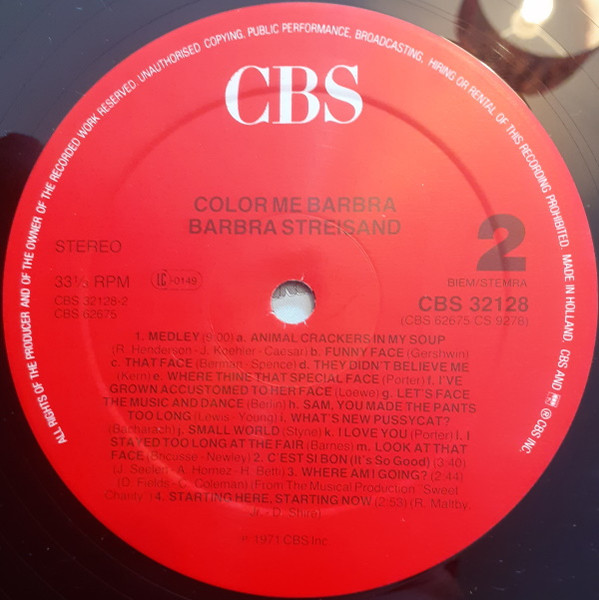 ALL RIGHTS OF THE PRODUCER AND OF THE OWNER OF THE RECORDED WORK RESERVED. UNAUTHORISED COPYING, PUBLIC PERFORMANCE, BROADCASTING, HIRING OR RENTAL OF THIS RECORDING PROHIBITED. MADE IN HOLLAND. CBS AND ® CBS INC.
CBS
COLOR ME BARBRA
BARBRA STREISAND
STEREO
2
33⅓ RPM
LC 0149
BIEM/STEMRA
CBS 32128-2
CBS 32128
CBS 62675
(CBS 62675 CS 9278)
1. MEDLEY (9:00) a. ANIMAL CRACKERS IN MY SOUP
(R. Henderson - J. Koehler - Caesar) b. FUNNY FACE (Gershwin)
c. THAT FACE (Berman - Spence) d. THEY DIDN'T BELIEVE ME
(Kern) e. WHERE THINE THAT SPECIAL FACE (Porter) f. I'VE
GROWN ACCUSTOMED TO HER FACE (Loewe) g. LET'S FACE
THE MUSIC AND DANCE (Berlin) h. SAM, YOU MADE THE PANTS
TOO LONG (Lewis - Young) i. WHAT'S NEW PUSSYCAT?
(Bacharach) j. SMALL WORLD (Styne) k. I LOVE YOU (Porter) l. I
STAYED TOO LONG AT THE FAIR (Barnes) m. LOOK AT THAT
FACE (Bricusse - Newley) 2. C'EST SI BON (It's So Good) (3:40)
(J. Seelen - A. Hornez - H. Betti) 3. WHERE AM I GOING? (2:44)
(D. Fields - C. Coleman) (From The Musical Production "Sweet
Charity") 4. STARTING HERE, STARTING NOW (2:53) (R. Maltby,
Jr. - D. Shire)
℗ 1971 CBS Inc.